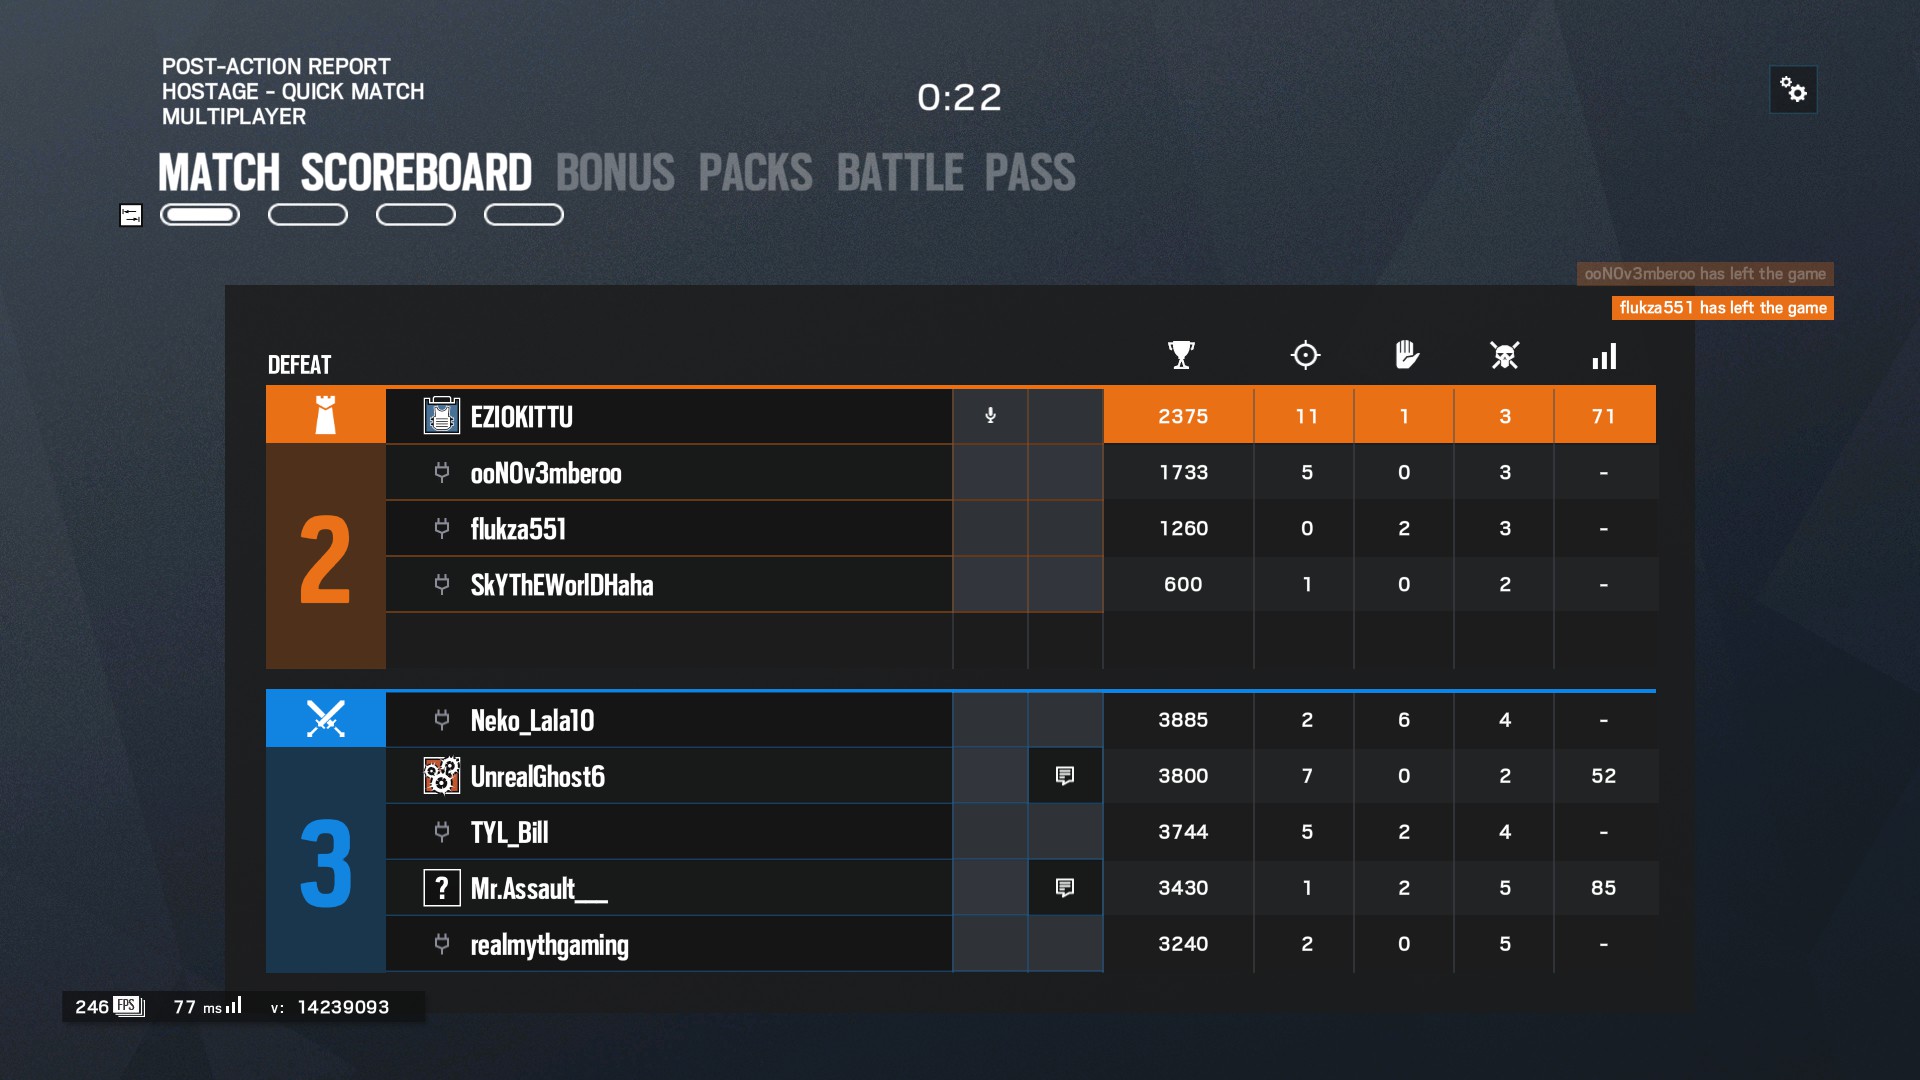 POST-ACTION REPORT
HOSTAGE - QUICK MATCH
MULTIPLAYER
0:22
MATCH SCOREBOARD BONUS PACKS BATTLE PASS
ooN0v3mberoo has left the game
flukza551 has left the game
DEFEAT
EZIOKITTU 2375 11 1 3 71
ooN0v3mberoo 1733 5 0 3 -
2
flukza551 1260 0 2 3 -
SkYThEWorlDHaha 600 1 0 2 -
Neko_Lala10 3885 2 6 4 -
UnrealGhost6 3800 7 0 2 52
3
TYL_Bill 3744 5 2 4 -
? Mr.Assault___ 3430 1 2 5 85
realmythgaming 3240 2 0 5 -
246 FPS 77 ms v: 14239093